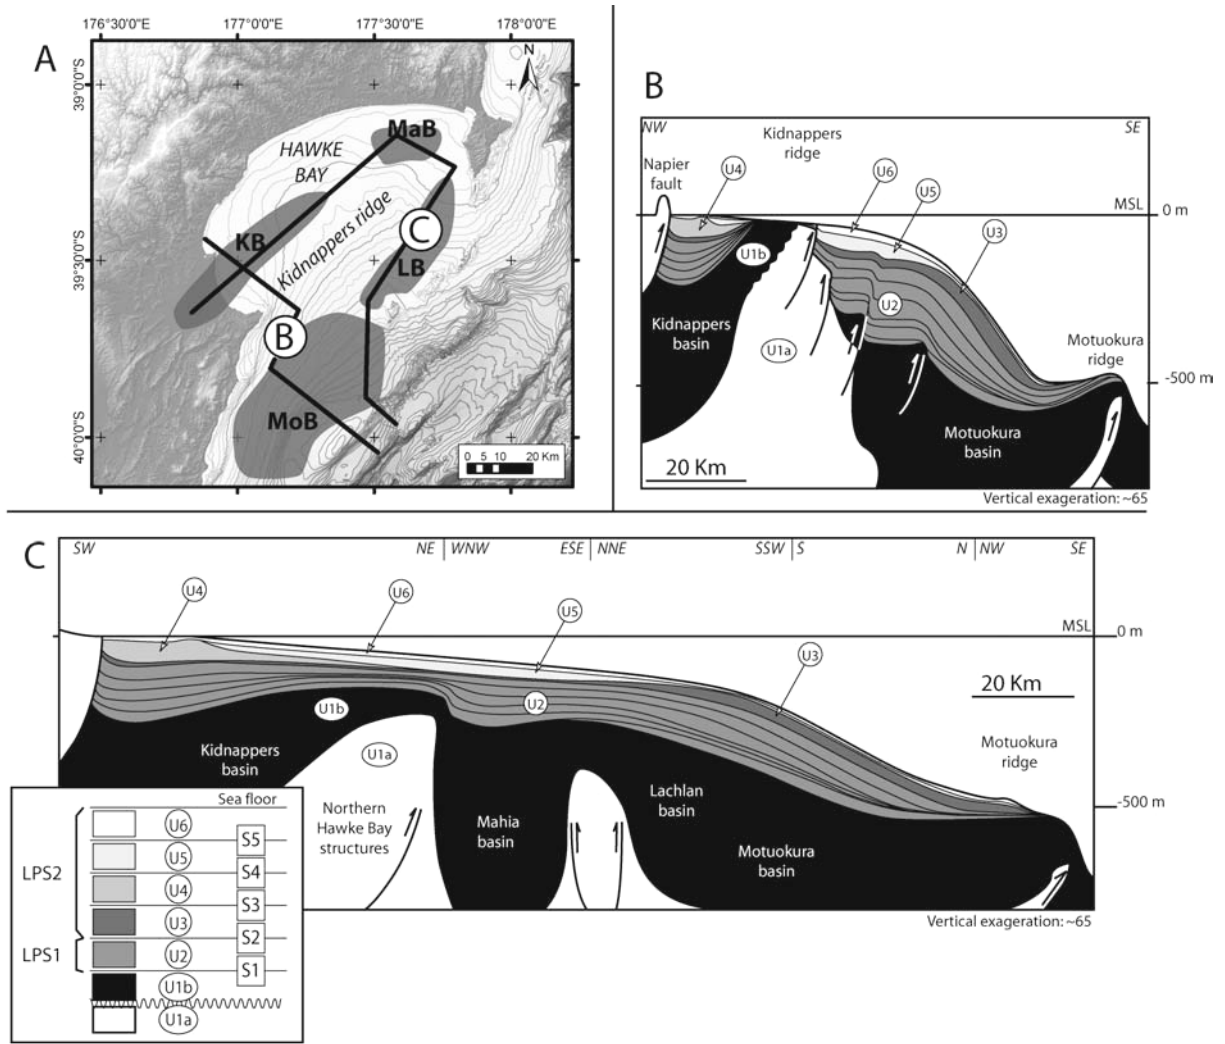 A
176°30'0"E
177°0'0"E
177°30'0"E
178°0'0"E
39°0'0"S
39°30'0"S
40°0'0"S
N
MaB
HAWKE
BAY
Kidnappers ridge
KB
C
LB
B
MoB
0 5 10 20 Km
B
NW
SE
Kidnappers
ridge
Napier
fault
U4
U6
U5
U3
MSL
0 m
U1b
U2
Kidnappers
basin
U1a
Motuokura
ridge
-500 m
Motuokura
basin
20 Km
Vertical exageration: ~65
C
SW
NE
WNW
ESE
NNE
SSW
S
N
NW
SE
U4
U6
U5
U3
MSL
0 m
20 Km
U1b
U2
Kidnappers
basin
U1a
Motuokura
ridge
Northern
Hawke Bay
structures
Mahia
basin
Lachlan
basin
Motuokura
basin
-500 m
Vertical exageration: ~65
Sea floor
U6
S5
U5
S4
LPS2
U4
S3
U3
S2
LPS1
U2
S1
U1b
U1a